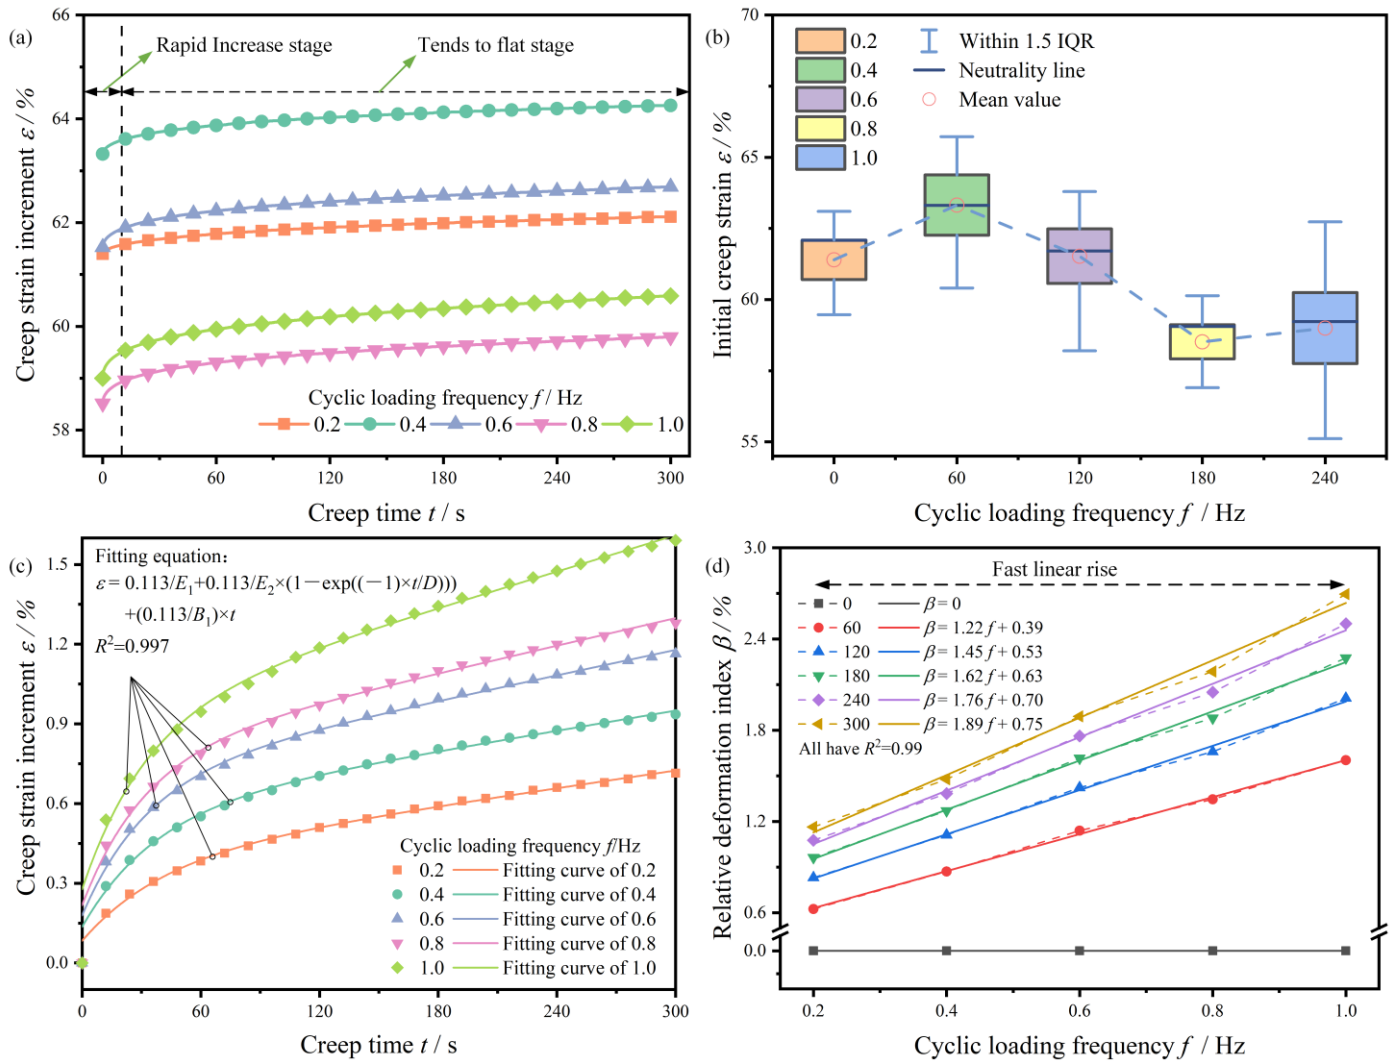 (a)
66
64
62
60
58
Creep strain increment ε / %
Rapid Increase stage
Tends to flat stage
Cyclic loading frequency f / Hz
0.2 0.4 0.6 0.8 1.0
0 60 120 180 240 300
Creep time t / s
(b)
70
65
60
55
Initial creep strain ε / %
0.2 Within 1.5 IQR
0.4 Neutrality line
0.6 Mean value
0.8
1.0
0 60 120 180 240
Cyclic loading frequency f / Hz
(c)
1.5
1.2
0.9
0.6
0.3
0.0
Creep strain increment ε / %
Fitting equation：
ε = 0.113/E₁+0.113/E₂×(1－exp((－1)×t/D)))
+(0.113/B₁)×t
R²=0.997
Cyclic loading frequency f/Hz
0.2 Fitting curve of 0.2
0.4 Fitting curve of 0.4
0.6 Fitting curve of 0.6
0.8 Fitting curve of 0.8
1.0 Fitting curve of 1.0
0 60 120 180 240 300
Creep time t / s
(d)
3.0
2.4
1.8
1.2
0.6
0.0
Relative deformation index β / %
Fast linear rise
0 β = 0
60 β = 1.22 f + 0.39
120 β = 1.45 f + 0.53
180 β = 1.62 f + 0.63
240 β = 1.76 f + 0.70
300 β = 1.89 f + 0.75
All have R²=0.99
0.2 0.4 0.6 0.8 1.0
Cyclic loading frequency f / Hz